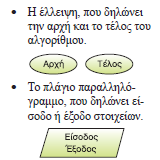 • Η έλλειψη, που δηλώνει
την αρχή και το τέλος του
αλγορίθμου.
Αρχή Τέλος
• Το πλάγιο παραλληλό-
γραμμο, που δηλώνει εί-
σοδο ή έξοδο στοιχείων.
Είσοδος
Έξοδος